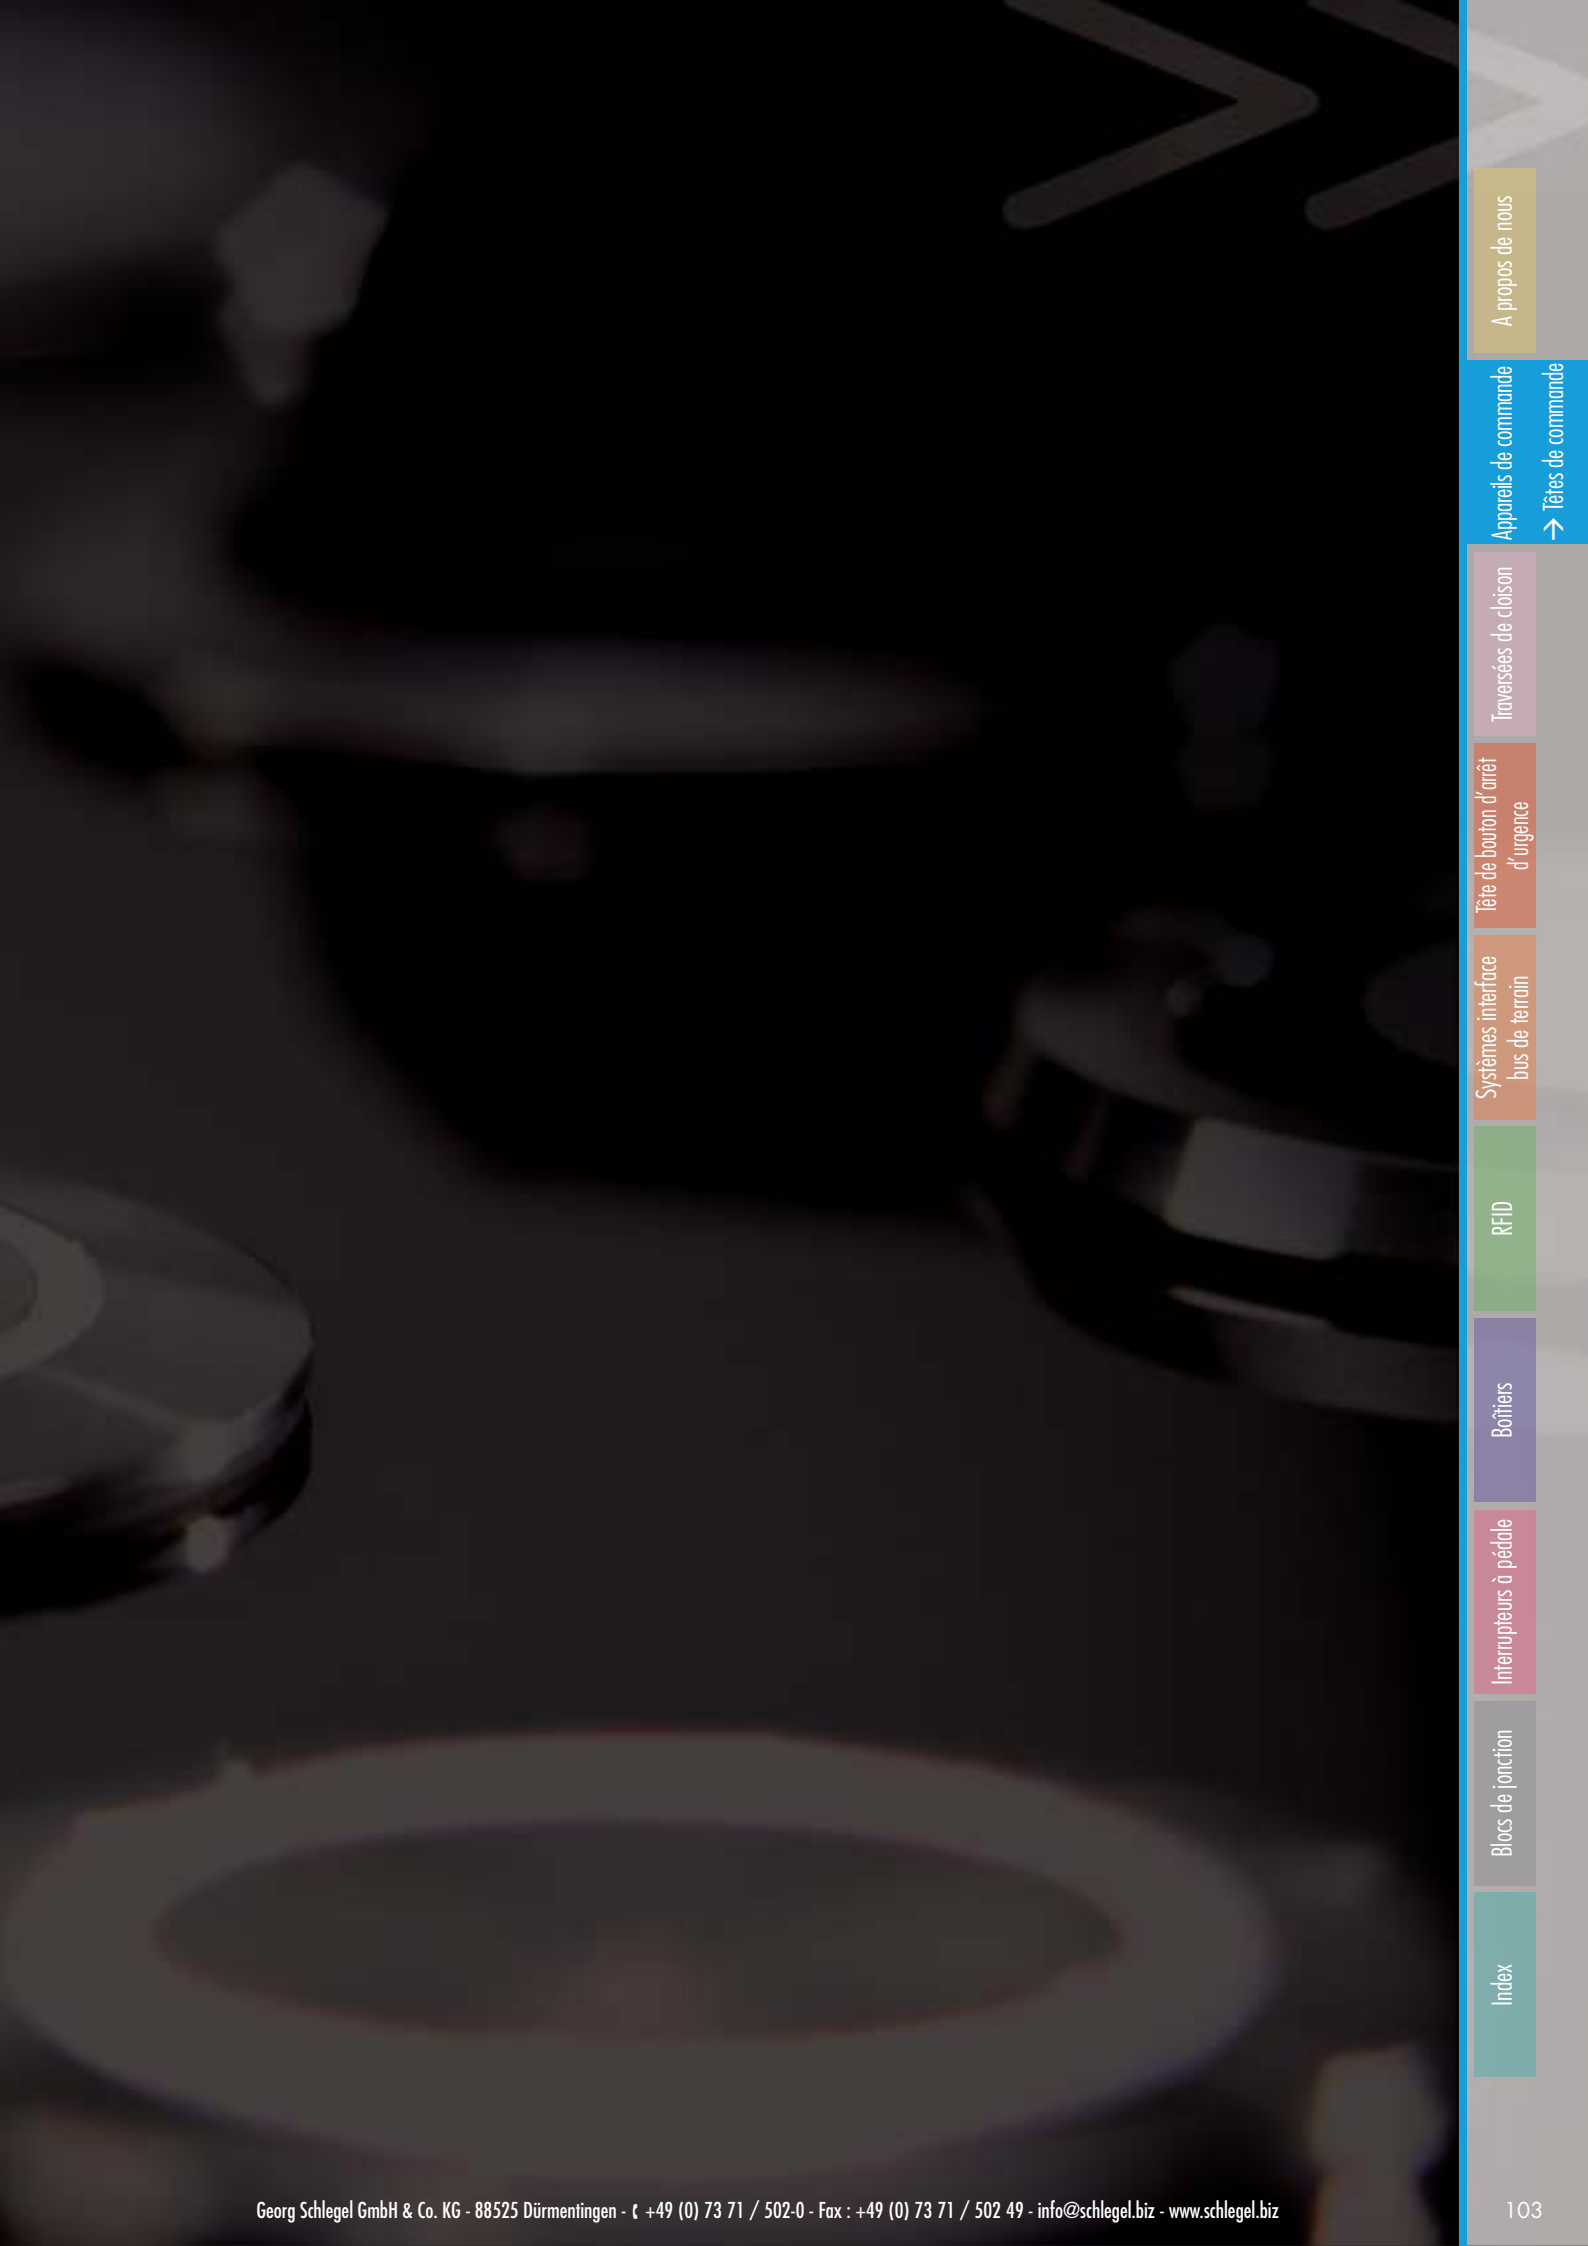 A propos de nous
Appareils de commande
→ Têtes de commande
Traversées de cloison
Tête de bouton d'arrêt
d'urgence
Systèmes interface
bus de terrain
RFID
Boîtiers
Interrupteurs à pédale
Blocs de jonction
Index
Georg Schlegel GmbH & Co. KG - 88525 Dürmentingen - ✆ +49 (0) 73 71 / 502-0 - Fax : +49 (0) 73 71 / 502 49 - info@schlegel.biz - www.schlegel.biz
103